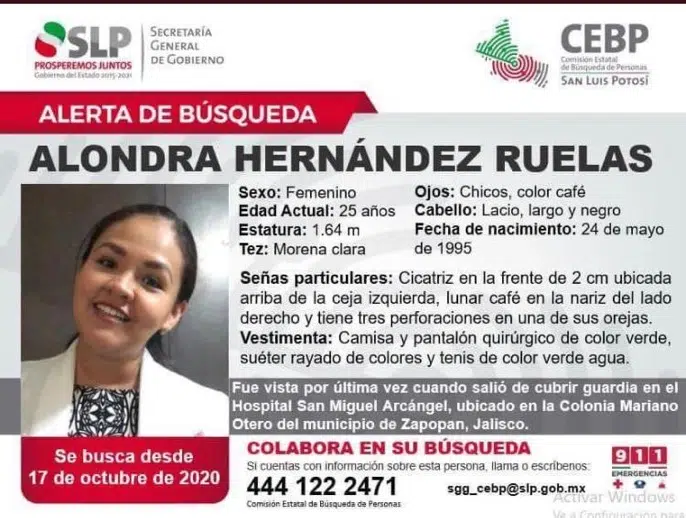 SLP
PROSPEREMOS JUNTOS
Gobierno del Estado 2015-2021
SECRETARÍA
GENERAL
DE GOBIERNO
CEBP
Comisión Estatal
de Búsqueda de Personas
SAN LUIS POTOSÍ
ALERTA DE BÚSQUEDA
ALONDRA HERNÁNDEZ RUELAS
Sexo: Femenino
Edad Actual: 25 años
Estatura: 1.64 m
Tez: Morena clara
Ojos: Chicos, color café
Cabello: Lacio, largo y negro
Fecha de nacimiento: 24 de mayo
de 1995
Señas particulares: Cicatriz en la frente de 2 cm ubicada
arriba de la ceja izquierda, lunar café en la nariz del lado
derecho y tiene tres perforaciones en una de sus orejas.
Vestimenta: Camisa y pantalón quirúrgico de color verde,
suéter rayado de colores y tenis de color verde agua.
Fue vista por última vez cuando salió de cubrir guardia en el
Hospital San Miguel Arcángel, ubicado en la Colonia Mariano
Otero del municipio de Zapopan, Jalisco.
Se busca desde
17 de octubre de 2020
COLABORA EN SU BÚSQUEDA
Si cuentas con información sobre esta persona, llama o escríbenos:
444 122 2471
sgg_cebp@slp.gob.mx
Comisión Estatal de Búsqueda de Personas
911
EMERGENCIAS
Activar Windows
Ve a Configuración para